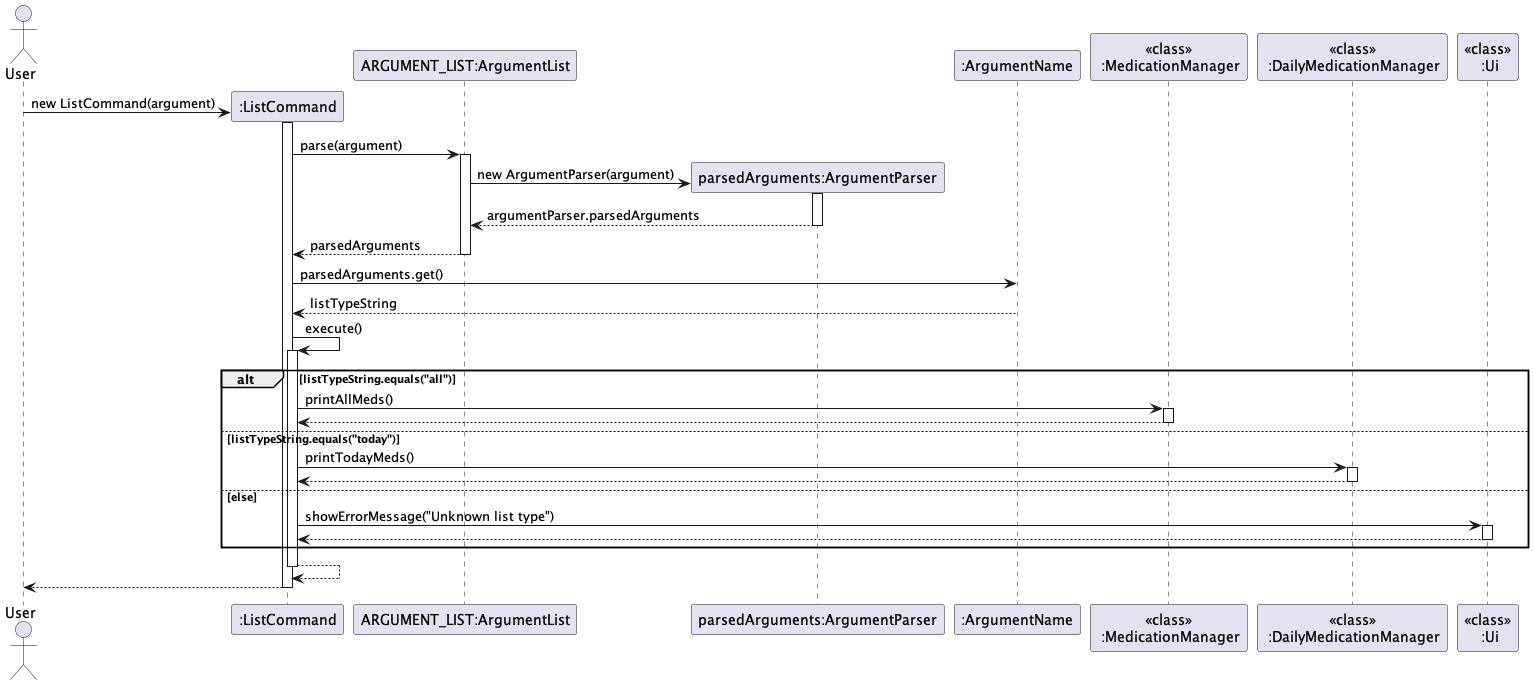 User
ARGUMENT_LIST:ArgumentList
:ArgumentName
«class»
:MedicationManager
«class»
:DailyMedicationManager
«class»
:Ui
new ListCommand(argument)
:ListCommand
parse(argument)
new ArgumentParser(argument)
parsedArguments:ArgumentParser
argumentParser.parsedArguments
parsedArguments
parsedArguments.get()
listTypeString
execute()
alt
[listTypeString.equals("all")]
printAllMeds()
[listTypeString.equals("today")]
printTodayMeds()
[else]
showErrorMessage("Unknown list type")
User
:ListCommand
ARGUMENT_LIST:ArgumentList
parsedArguments:ArgumentParser
:ArgumentName
«class»
:MedicationManager
«class»
:DailyMedicationManager
«class»
:Ui